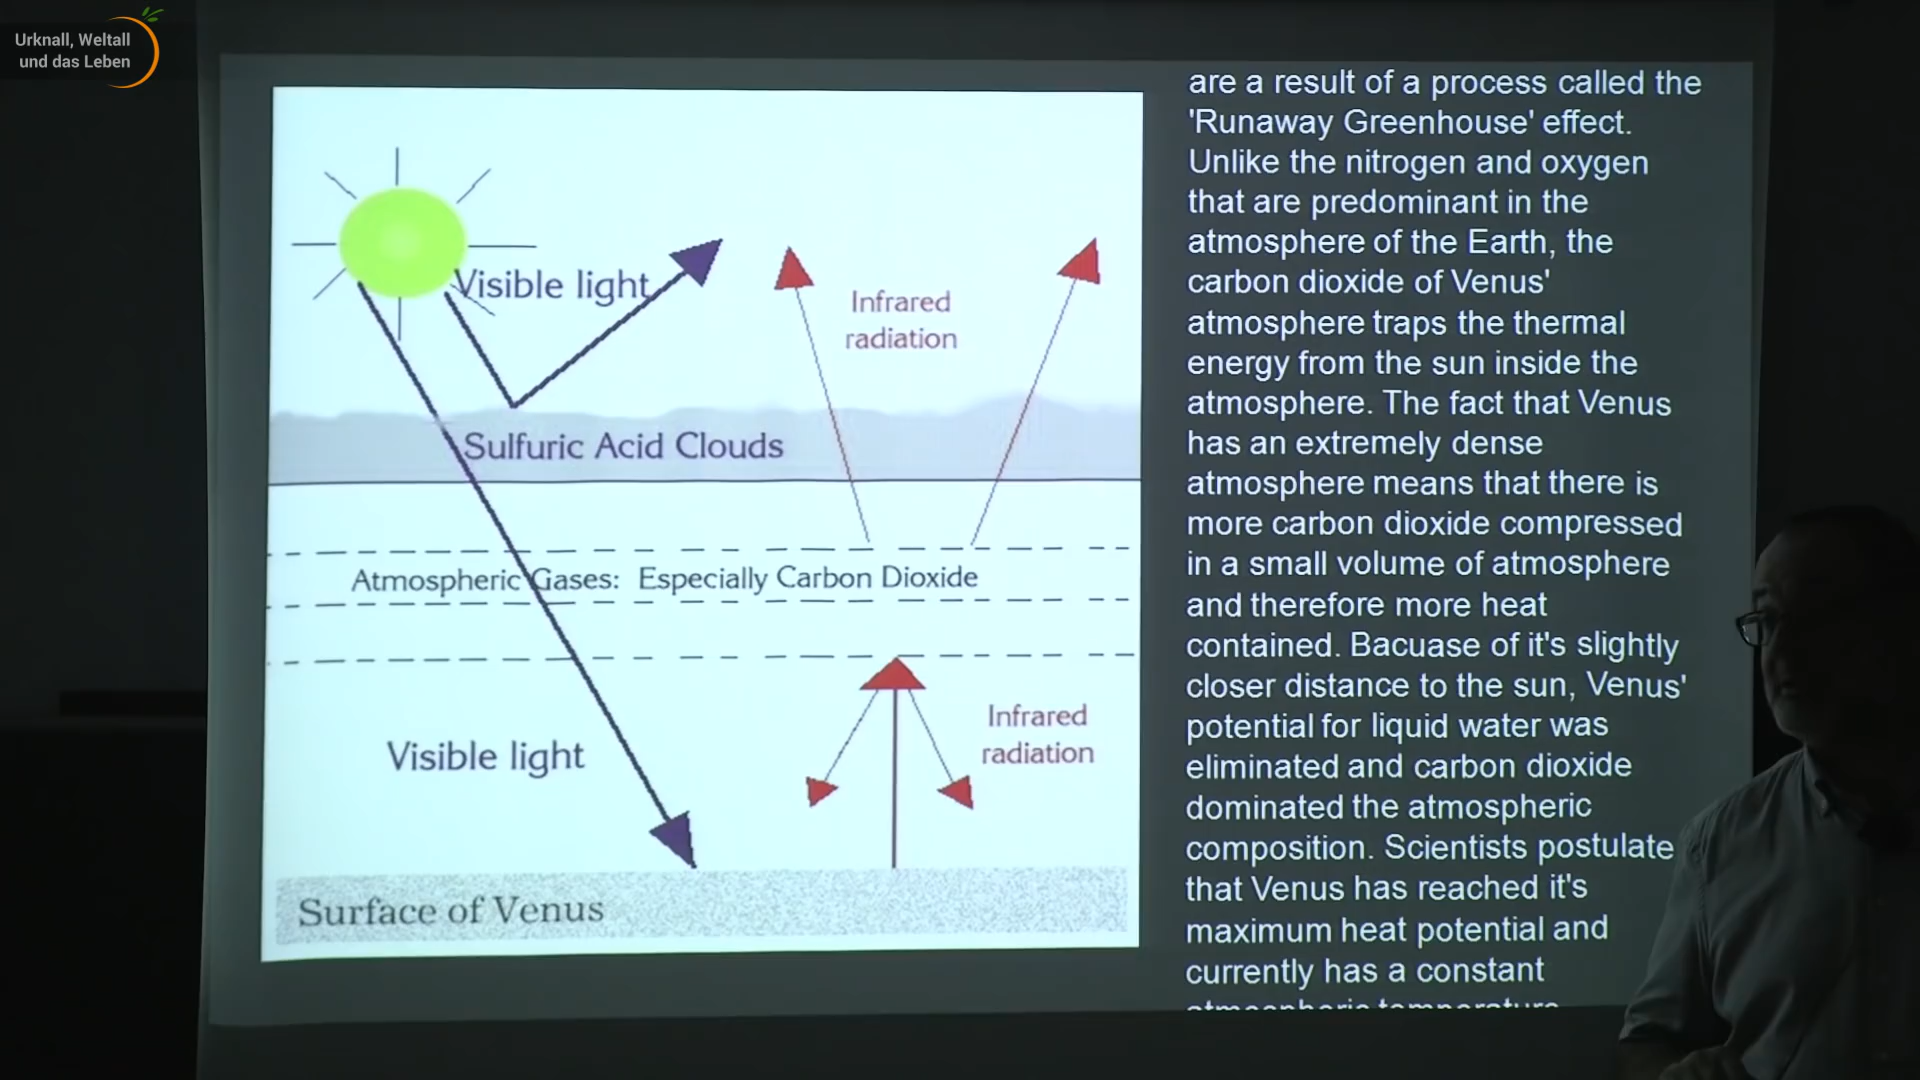 Urknall, Weltall
und das Leben
Visible light
Infrared
radiation
Sulfuric Acid Clouds
Atmospheric Gases: Especially Carbon Dioxide
Visible light
Infrared
radiation
Surface of Venus
are a result of a process called the
'Runaway Greenhouse' effect.
Unlike the nitrogen and oxygen
that are predominant in the
atmosphere of the Earth, the
carbon dioxide of Venus'
atmosphere traps the thermal
energy from the sun inside the
atmosphere. The fact that Venus
has an extremely dense
atmosphere means that there is
more carbon dioxide compressed
in a small volume of atmosphere
and therefore more heat
contained. Bacuase of it's slightly
closer distance to the sun, Venus'
potential for liquid water was
eliminated and carbon dioxide
dominated the atmospheric
composition. Scientists postulate
that Venus has reached it's
maximum heat potential and
currently has a constant
atmospheric temperature